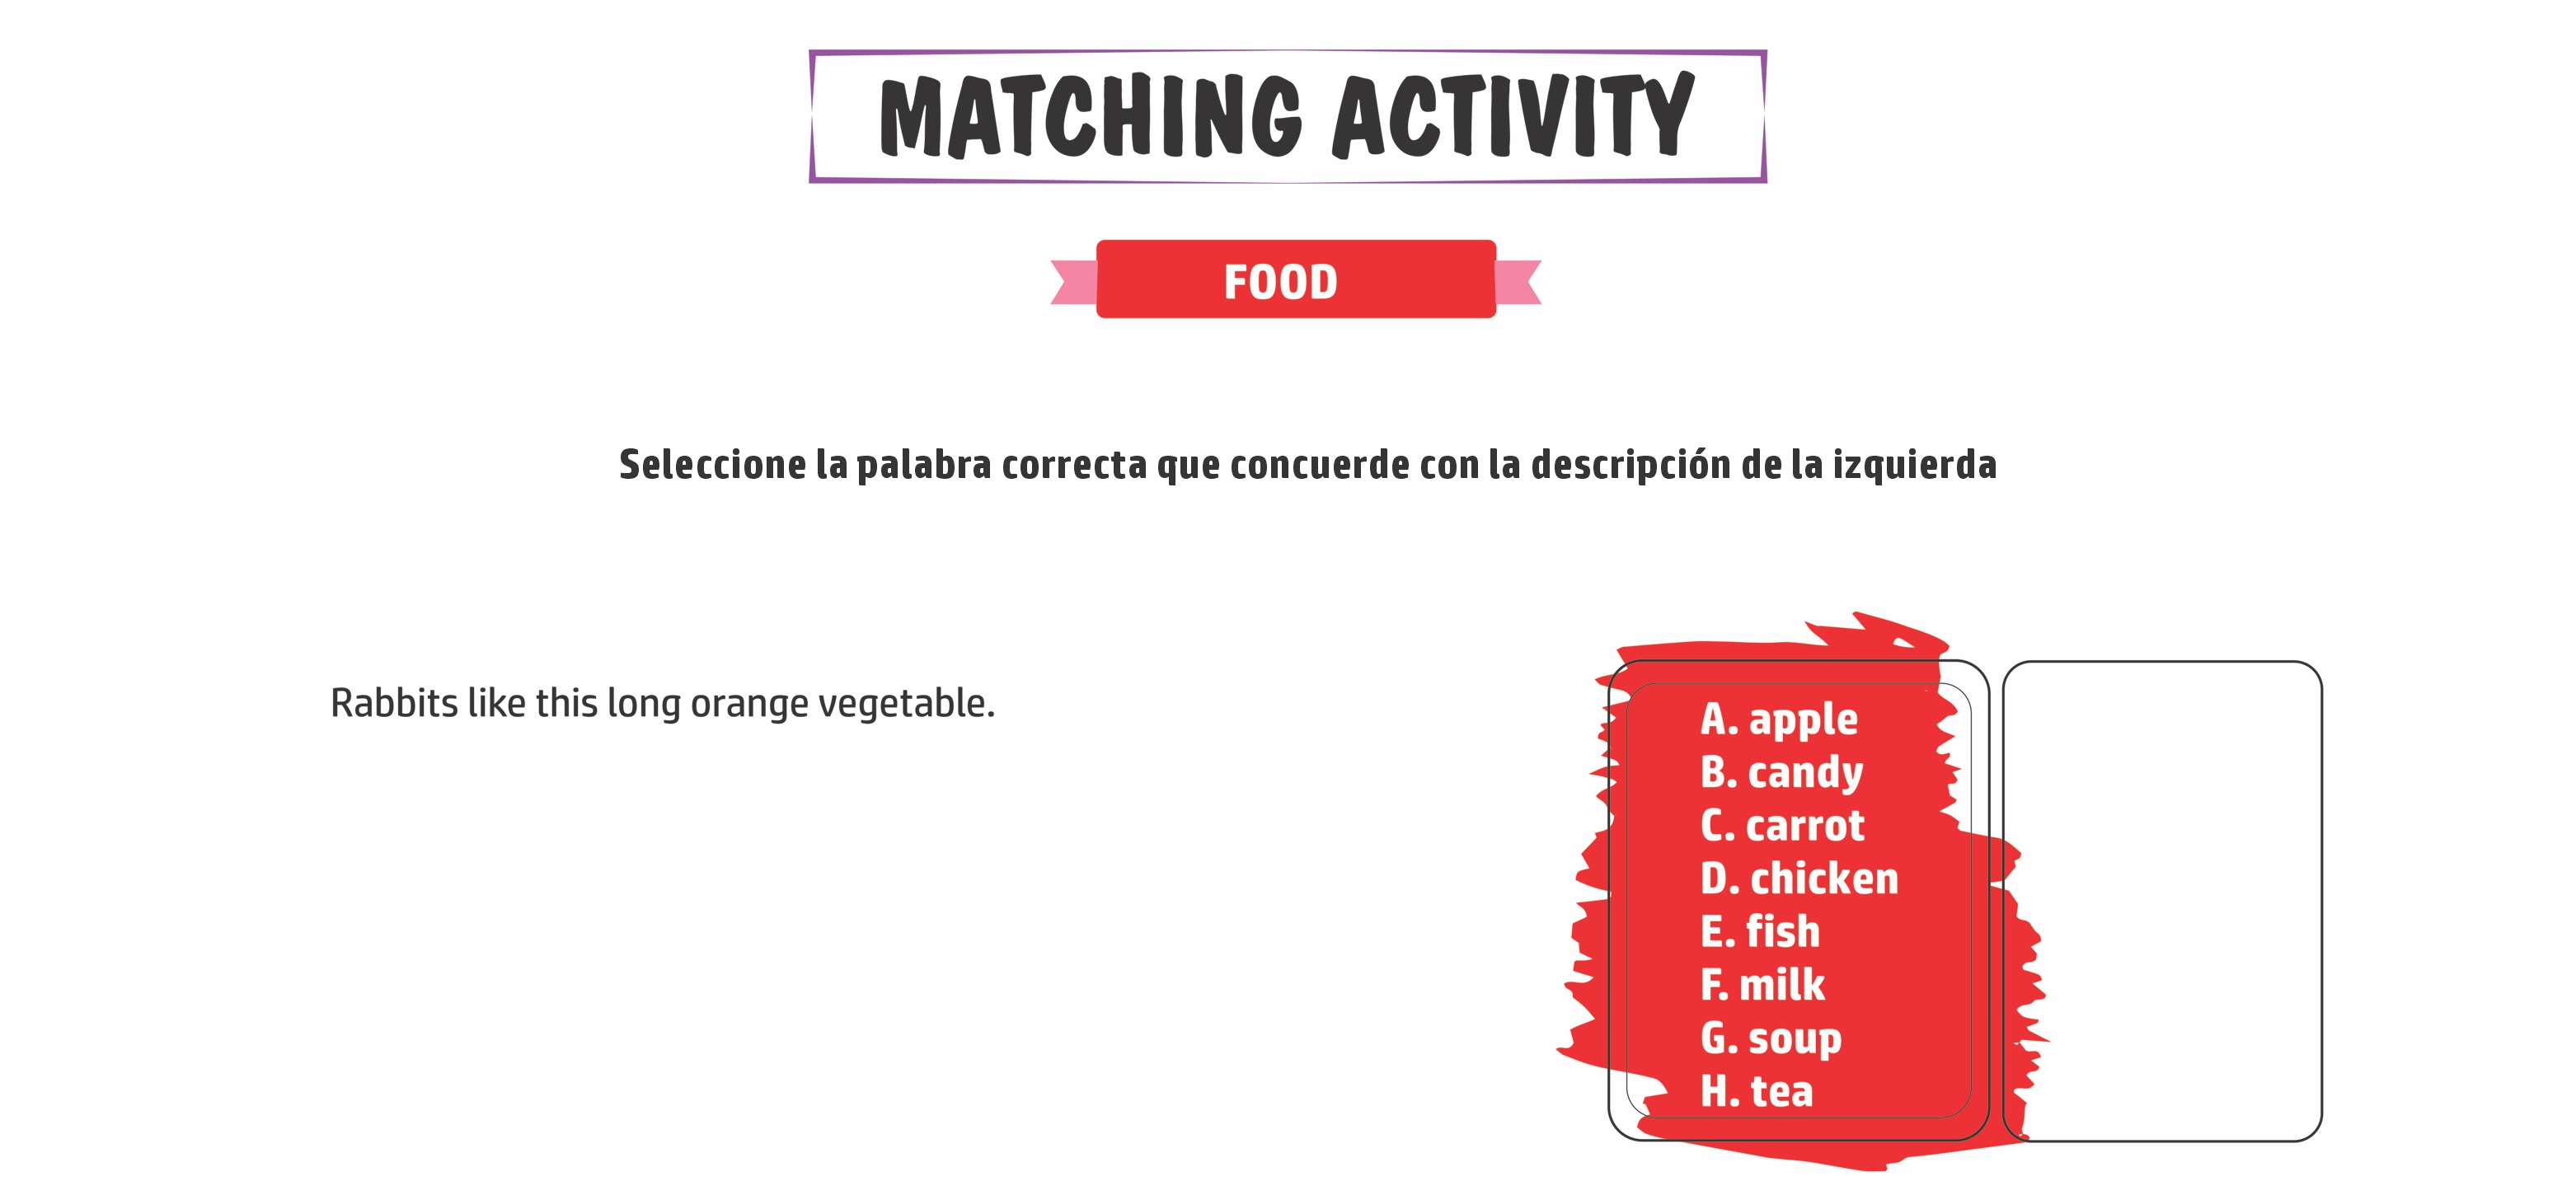 MATCHING ACTIVITY
FOOD
Seleccione la palabra correcta que concuerde con la descripción de la izquierda
Rabbits like this long orange vegetable.
A. apple
B. candy
C. carrot
D. chicken
E. fish
F. milk
G. soup
H. tea